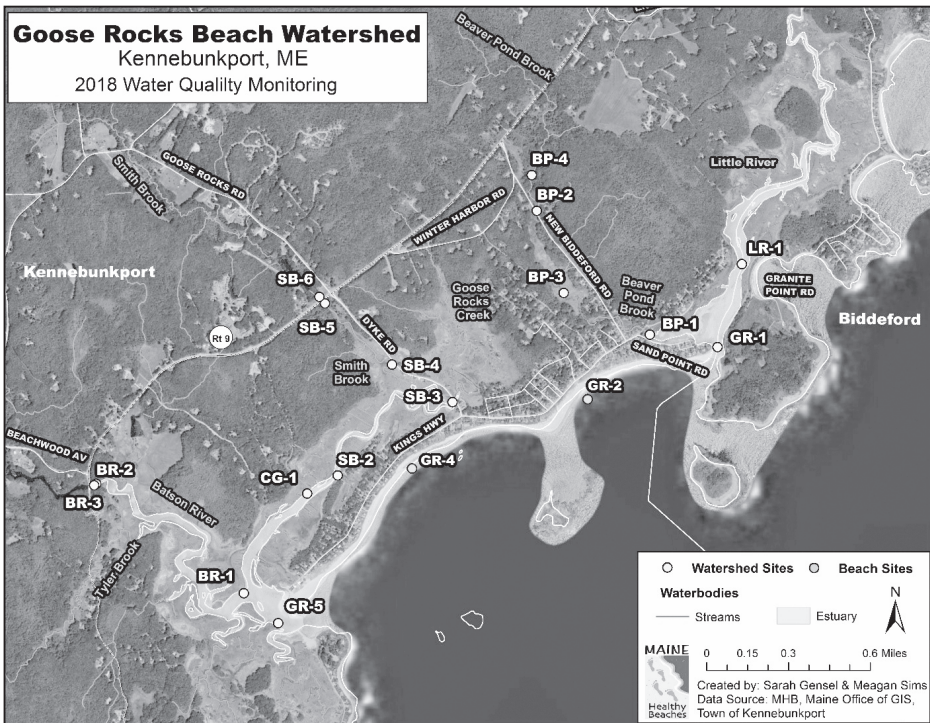 Goose Rocks Beach Watershed
Kennebunkport, ME
2018 Water Qualilty Monitoring
Beaver Pond Brook
Smith Brook
GOOSE ROCKS RD
BP-4
BP-2
Little River
WINTER HARBOR RD
NEW BIDDEFORD RD
Kennebunkport
LR-1
GRANITE
POINT RD
SB-6
SB-5
BP-3
Goose
Rocks
Creek
Beaver
Pond
Brook
Biddeford
Rt 9
DYKE RD
BP-1
GR-1
SAND POINT RD
Smith
Brook
SB-4
GR-2
SB-3
KINGS HWY
BEACHWOOD AV
BR-2
BR-3
GR-4
SB-2
CG-1
Batson River
Tyler Brook
BR-1
GR-5
Watershed Sites
Beach Sites
Waterbodies
Streams
Estuary
N
MAINE
Healthy
Beaches
0 0.15 0.3 0.6 Miles
Created by: Sarah Gensel & Meagan Sims
Data Source: MHB, Maine Office of GIS,
Town of Kennebunkport